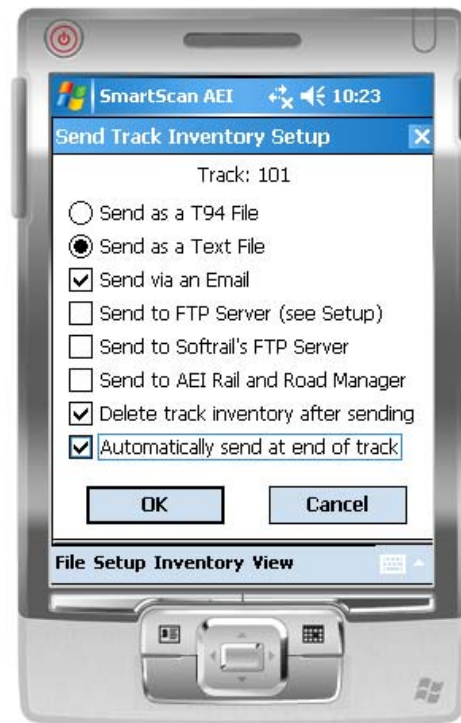 SmartScan AEI 10:23
Send Track Inventory Setup
Track: 101
Send as a T94 File
Send as a Text File
Send via an Email
Send to FTP Server (see Setup)
Send to Softrail's FTP Server
Send to AEI Rail and Road Manager
Delete track inventory after sending
Automatically send at end of track
OK Cancel
File Setup Inventory View